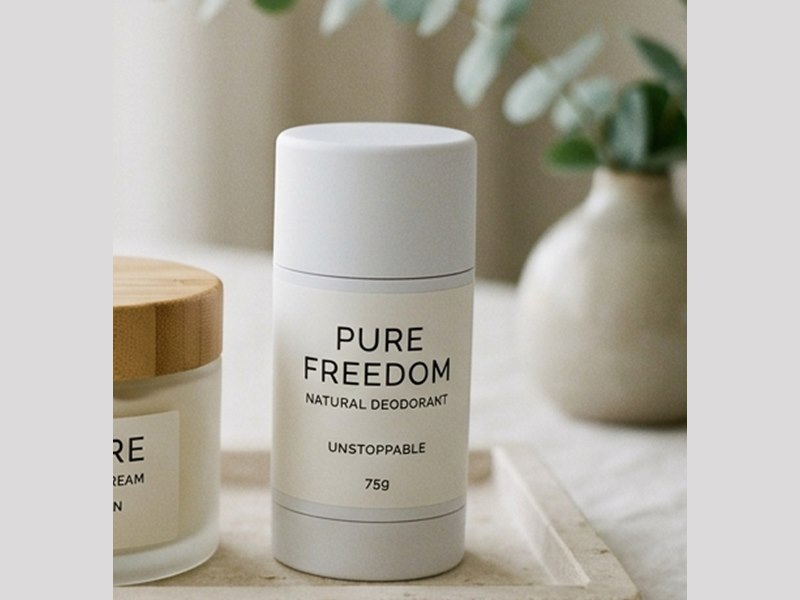 PURE
FREEDOM
NATURAL DEODORANT
UNSTOPPABLE
75g
RE
REAM
N